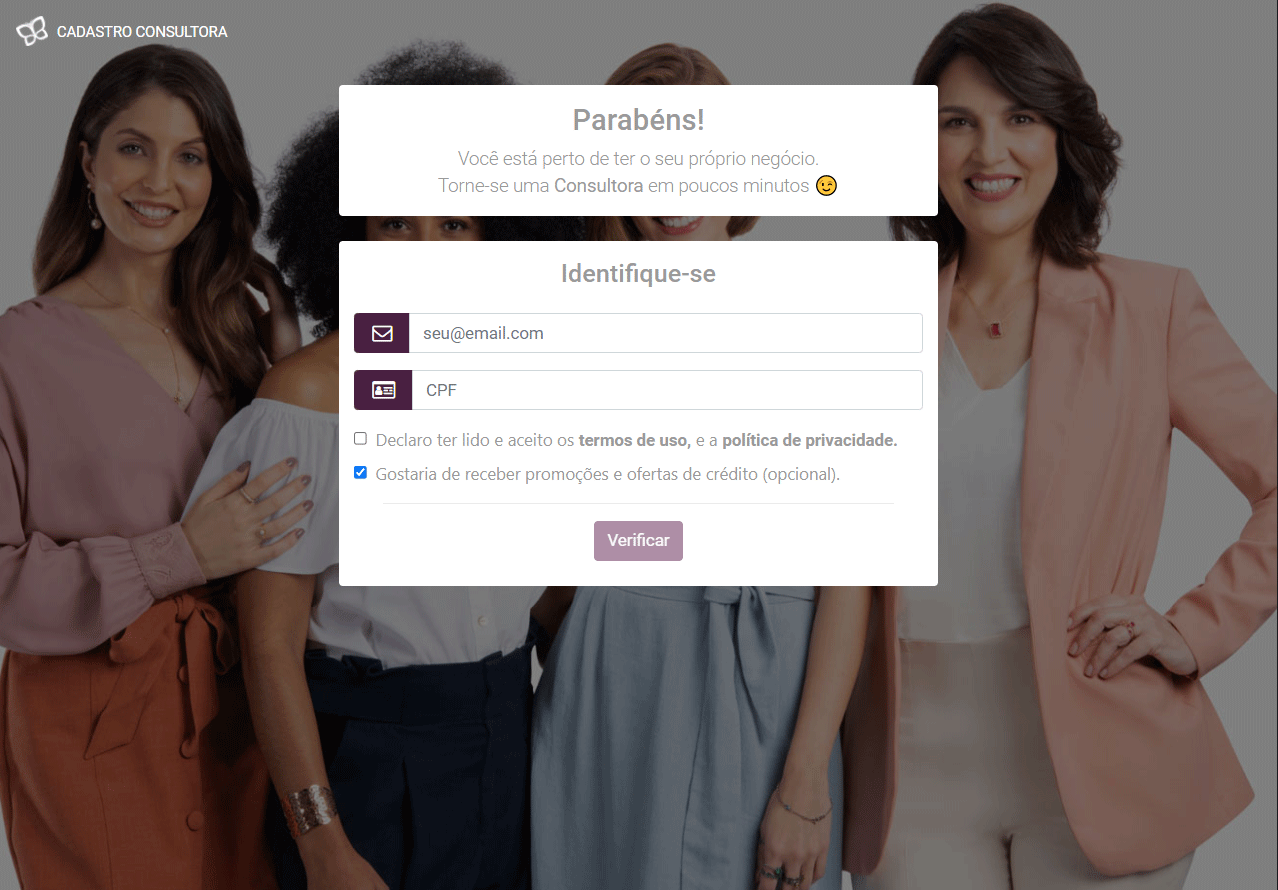 CADASTRO CONSULTORA
Parabéns!
Você está perto de ter o seu próprio negócio.
Torne-se uma Consultora em poucos minutos 😉
Identifique-se
seu@email.com
CPF
Declaro ter lido e aceito os termos de uso, e a política de privacidade.
Gostaria de receber promoções e ofertas de crédito (opcional).
Verificar